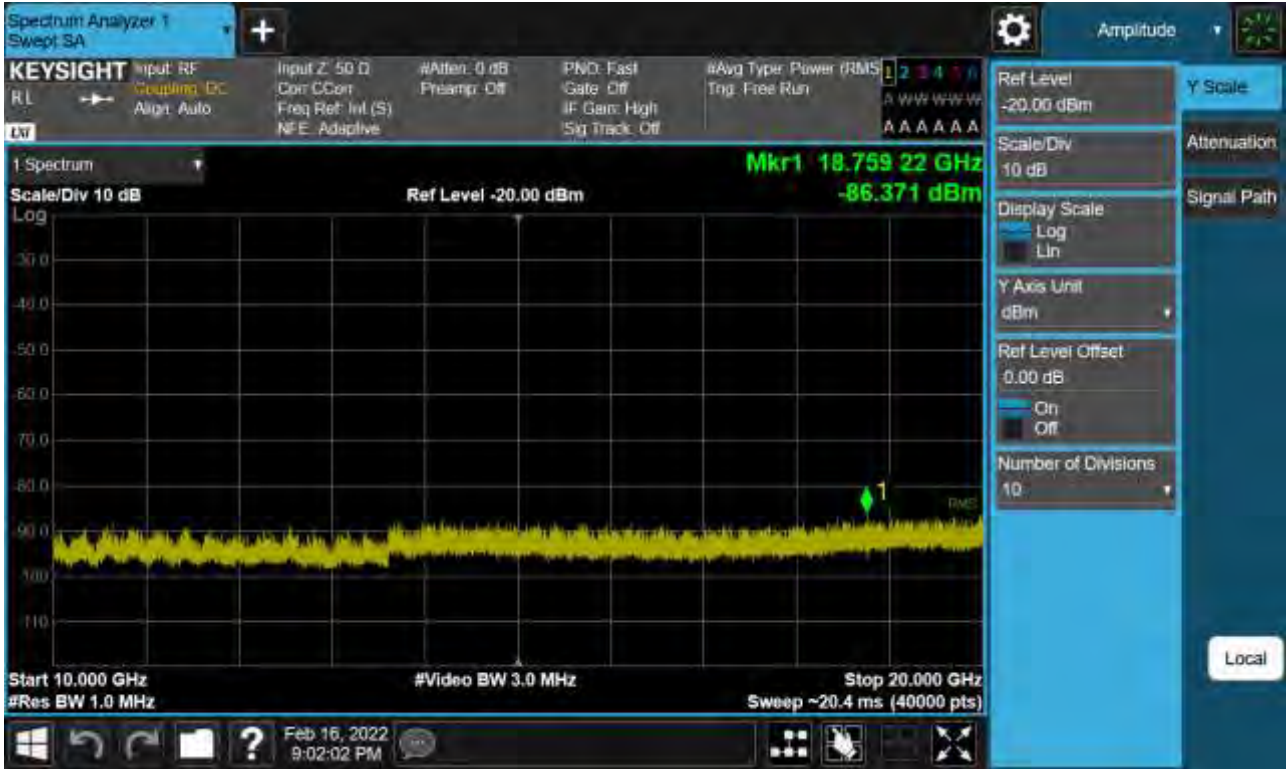 Spectrum Analyzer 1
Swept SA
+
Amplitude
KEYSIGHT
RL
LXI
Input: RF
Coupling: DC
Align: Auto
Input Z: 50 Ω
Corr CCorr
Freq Ref: Int (S)
NFE: Adaptive
#Atten: 0 dB
Preamp: Off
PNO: Fast
Gate: Off
IF Gain: High
Sig Track: Off
#Avg Type: Power (RMS
Trig: Free Run
1 2 3 4 5 6
A W W W W W
A A A A A A
1 Spectrum
Mkr1 18.759 22 GHz
Scale/Div 10 dB
Ref Level -20.00 dBm
-86.371 dBm
Log
-30.0
-40.0
-50.0
-60.0
-70.0
-80.0
1
RMS
-90.0
-100
-110
Start 10.000 GHz
#Video BW 3.0 MHz
Stop 20.000 GHz
#Res BW 1.0 MHz
Sweep ~20.4 ms (40000 pts)
Ref Level
-20.00 dBm
Scale/Div
10 dB
Display Scale
Log
Lin
Y Axis Unit
dBm
Ref Level Offset
0.00 dB
On
Off
Number of Divisions
10
Y Scale
Attenuation
Signal Path
Local
?
Feb 16, 2022
9:02:02 PM